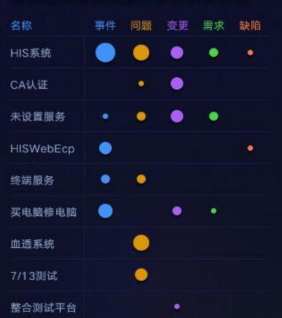 名称 事件 问题 变更 需求 缺陷
HIS系统
CA认证
未设置服务
HISWebEcp
终端服务
买电脑修电脑
血透系统
7/13测试
整合测试平台